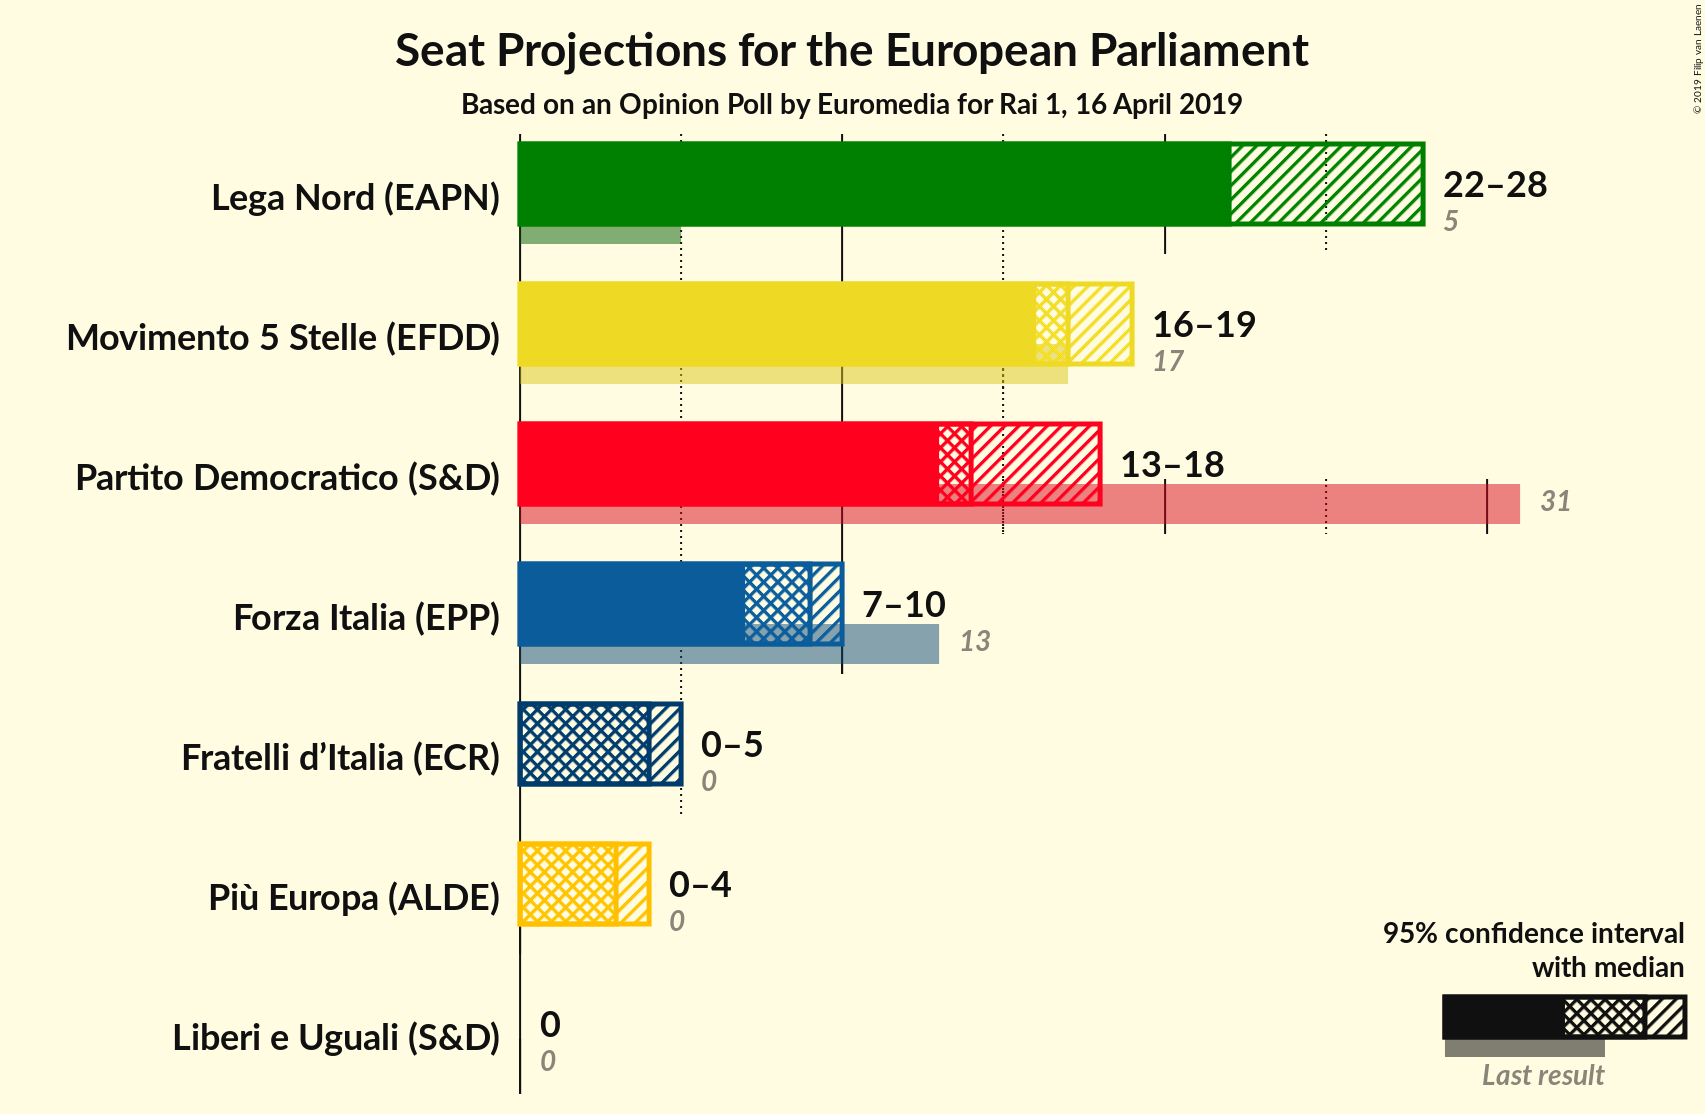 Seat Projections for the European Parliament
Based on an Opinion Poll by Euromedia for Rai 1, 16 April 2019
© 2019 Filip van Laenen
Lega Nord (EAPN)
22–28
5
Movimento 5 Stelle (EFDD)
16–19
17
Partito Democratico (S&D)
13–18
31
Forza Italia (EPP)
7–10
13
Fratelli d’Italia (ECR)
0–5
0
Più Europa (ALDE)
0–4
0
Liberi e Uguali (S&D)
0
0
95% confidence interval
with median
Last result